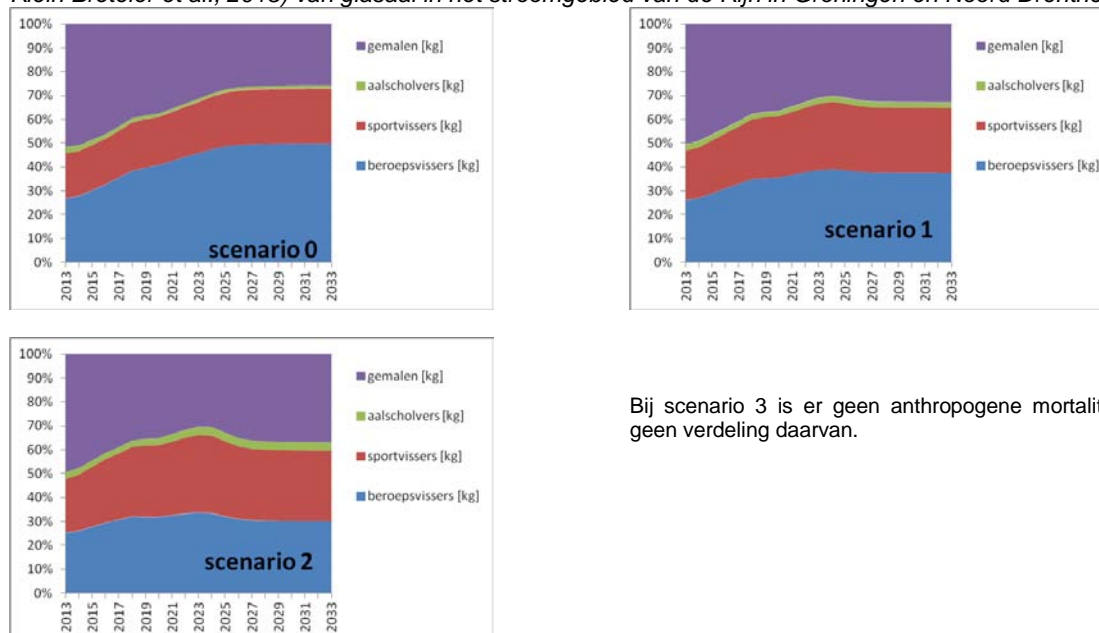 Klein Breteler et all., 2013) van glasaal in het stroomgebied van de Rijn in Groningen en Noord-Drenthe
100%
90%
80%
70%
60%
50%
40%
30%
20%
10%
0%
gemalen [kg]
aalscholvers [kg]
sportvissers [kg]
beroepsvissers [kg]
scenario 0
2013 2015 2017 2019 2021 2023 2025 2027 2029 2031 2033
100%
90%
80%
70%
60%
50%
40%
30%
20%
10%
0%
gemalen [kg]
aalscholvers [kg]
sportvissers [kg]
beroepsvissers [kg]
scenario 1
2013 2015 2017 2019 2021 2023 2025 2027 2029 2031 2033
100%
90%
80%
70%
60%
50%
40%
30%
20%
10%
0%
gemalen [kg]
aalscholvers [kg]
sportvissers [kg]
beroepsvissers [kg]
scenario 2
2013 2015 2017 2019 2021 2023 2025 2027 2029 2031 2033
Bij scenario 3 is er geen anthropogene mortalit
geen verdeling daarvan.